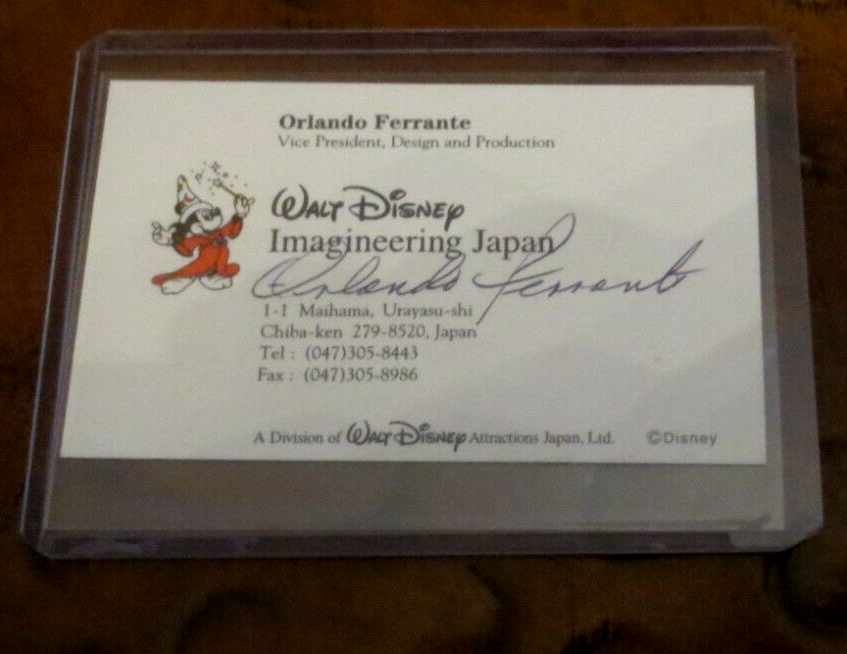 Orlando Ferrante
Vice President, Design and Production
WALT DISNEY
Imagineering Japan
Orlando Ferrante
1-1 Maihama, Urayasu-shi
Chiba-ken 279-8520, Japan
Tel : (047)305-8443
Fax : (047)305-8986
A Division of WALT DISNEY Attractions Japan, Ltd. ©Disney